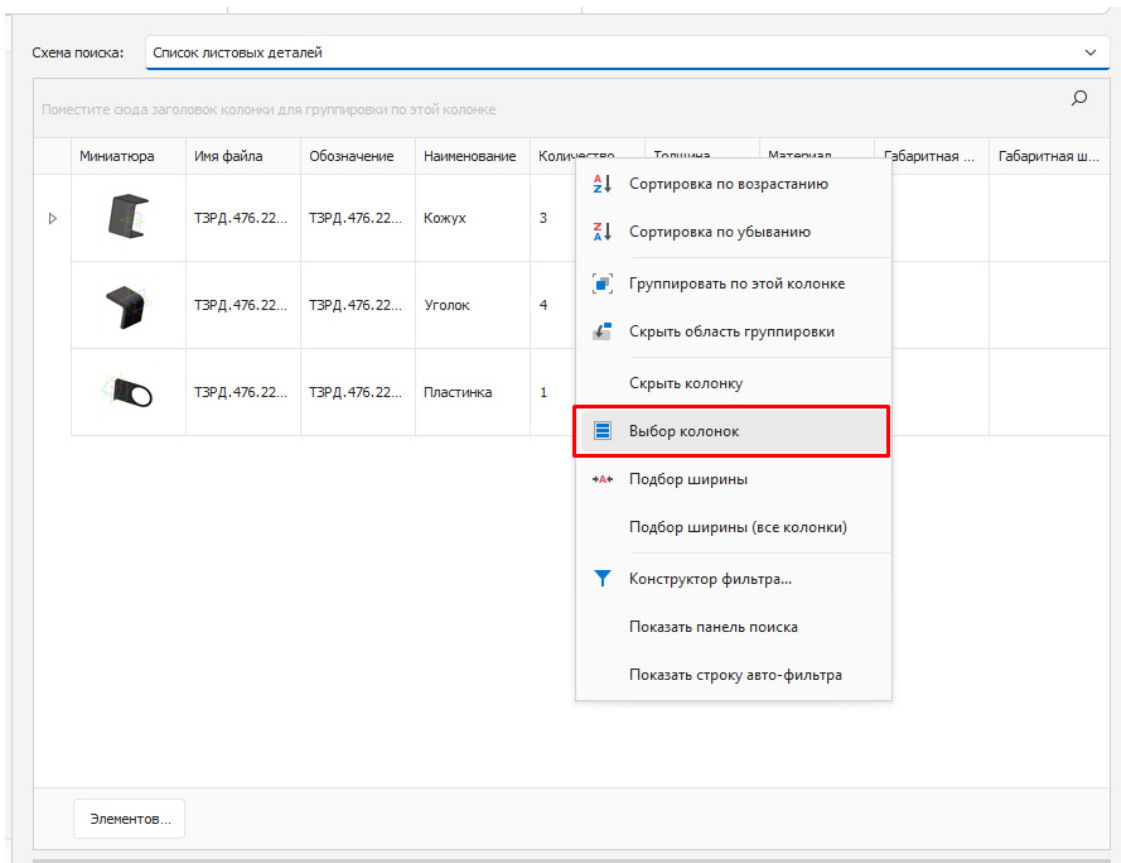 Схема поиска: Список листовых деталей
Поместите сюда заголовок колонки для группировки по этой колонке
Миниатюра Имя файла Обозначение Наименование Количество Толщина Материал Габаритная ... Габаритная ш...
Сортировка по возрастанию
ТЗРД.476.22... ТЗРД.476.22... Кожух 3
Сортировка по убыванию
Группировать по этой колонке
ТЗРД.476.22... ТЗРД.476.22... Уголок 4
Скрыть область группировки
Скрыть колонку
ТЗРД.476.22... ТЗРД.476.22... Пластинка 1
Выбор колонок
Подбор ширины
Подбор ширины (все колонки)
Конструктор фильтра...
Показать панель поиска
Показать строку авто-фильтра
Элементов...